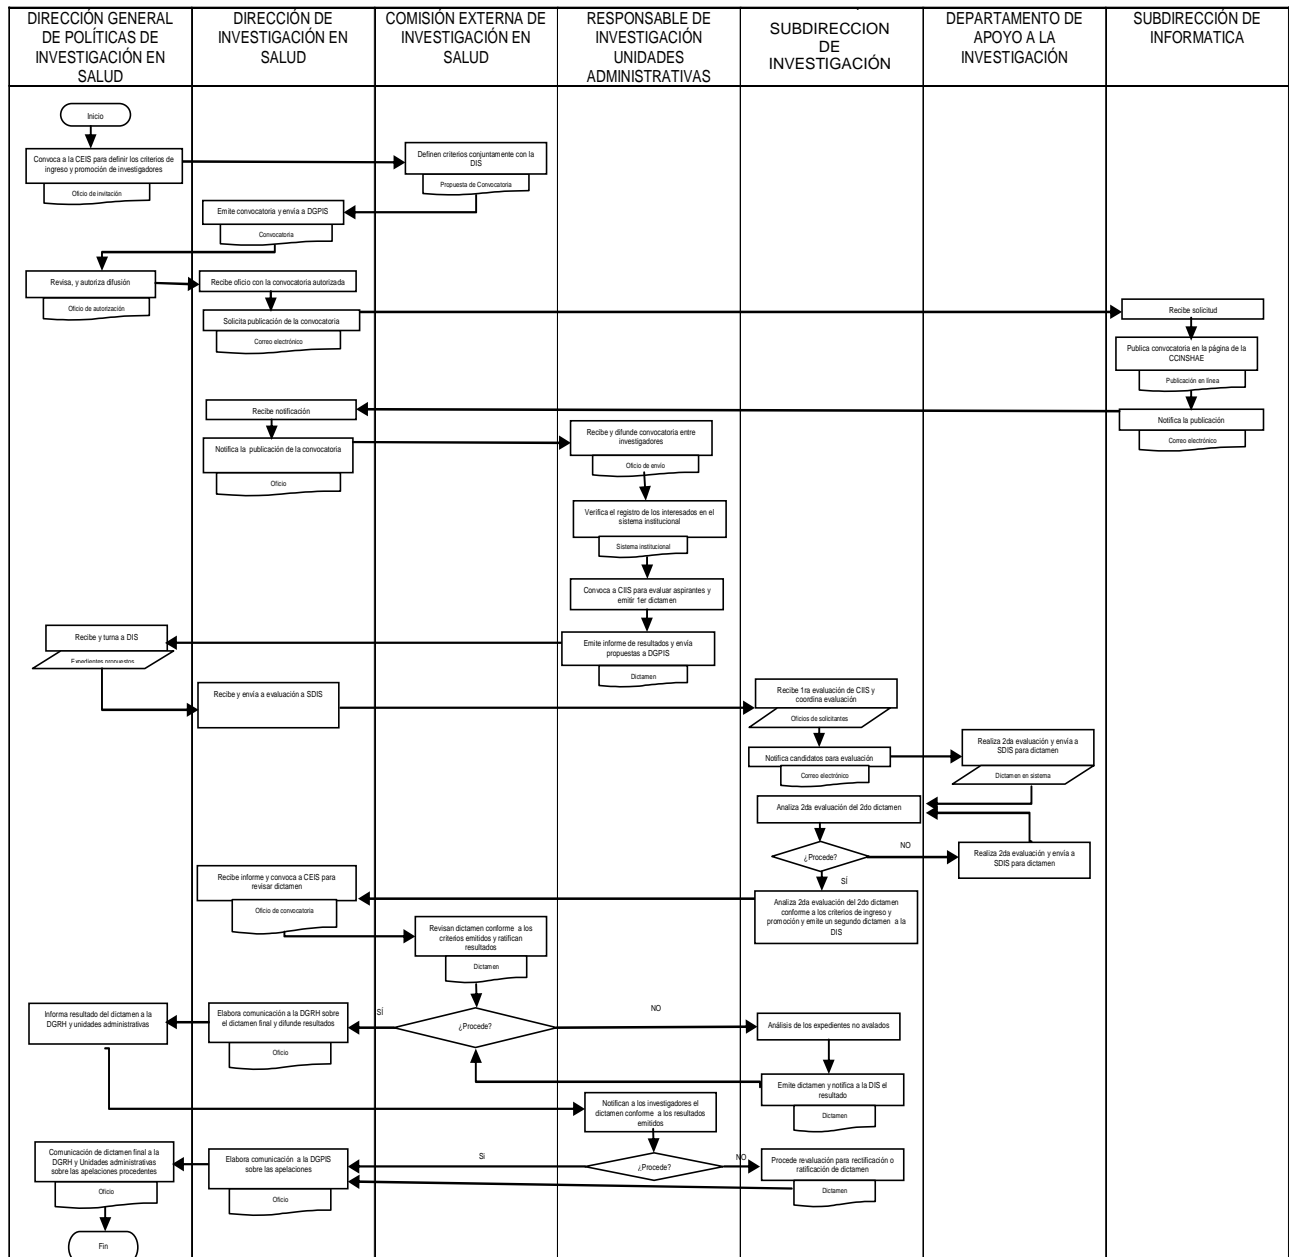 DIRECCIÓN GENERAL
DE POLÍTICAS DE
INVESTIGACIÓN EN
SALUD
DIRECCIÓN DE
INVESTIGACIÓN EN
SALUD
COMISIÓN EXTERNA DE
INVESTIGACIÓN EN
SALUD
RESPONSABLE DE
INVESTIGACIÓN
UNIDADES
ADMINISTRATIVAS
SUBDIRECCION
DE
INVESTIGACIÓN
DEPARTAMENTO DE
APOYO A LA
INVESTIGACIÓN
SUBDIRECCIÓN DE
INFORMATICA
Inicio
Convoca a la CEIS para definir los criterios de
ingreso y promoción de investigadores
Oficio de invitación
Definen criterios conjuntamente con la
DIS
Propuesta de Convocatoria
Emite convocatoria y envía a DGPIS
Convocatoria
Revisa, y autoriza difusión
Oficio de autorización
Recibe oficio con la convocatoria autorizada
Solicita publicación de la convocatoria
Correo electrónico
Recibe solicitud
Publica convocatoria en la página de la
CCINSHAE
Publicación en línea
Notifica la publicación
Correo electrónico
Recibe notificación
Notifica la publicación de la convocatoria
Oficio
Recibe y difunde convocatoria entre
investigadores
Oficio de envío
Verifica el registro de los interesados en el
sistema institucional
Sistema institucional
Convoca a CIIS para evaluar aspirantes y
emitir 1er dictamen
Emite informe de resultados y envía
propuestas a DGPIS
Dictamen
Recibe y turna a DIS
Expedientes propuestos
Recibe y envía a evaluación a SDIS
Recibe 1ra evaluación de CIIS y
coordina evaluación
Oficios de solicitantes
Notifica candidatos para evaluación
Correo electrónico
Realiza 2da evaluación y envía a
SDIS para dictamen
Dictamen en sistema
Analiza 2da evaluación del 2do dictamen
¿Procede?
NO
Realiza 2da evaluación y envía a
SDIS para dictamen
SÍ
Analiza 2da evaluación del 2do dictamen
conforme a los criterios de ingreso y
promoción y emite un segundo dictamen a la
DIS
Recibe informe y convoca a CEIS para
revisar dictamen
Oficio de convocatoria
Revisan dictamen conforme a los
criterios emitidos y ratifican
resultados
Dictamen
¿Procede?
SÍ
NO
Elabora comunicación a la DGRH sobre
el dictamen final y difunde resultados
Oficio
Informa resultado del dictamen a la
DGRH y unidades administrativas
Análisis de los expedientes no avalados
Emite dictamen y notifica a la DIS el
resultado
Dictamen
Notifican a los investigadores el
dictamen conforme a los resultados
emitidos
¿Procede?
Si
NO
Procede revaluación para rectificación o
ratificación de dictamen
Dictamen
Elabora comunicación a la DGPIS
sobre las apelaciones
Oficio
Comunicación de dictamen final a la
DGRH y Unidades administrativas
sobre las apelaciones procedentes
Oficio
Fin